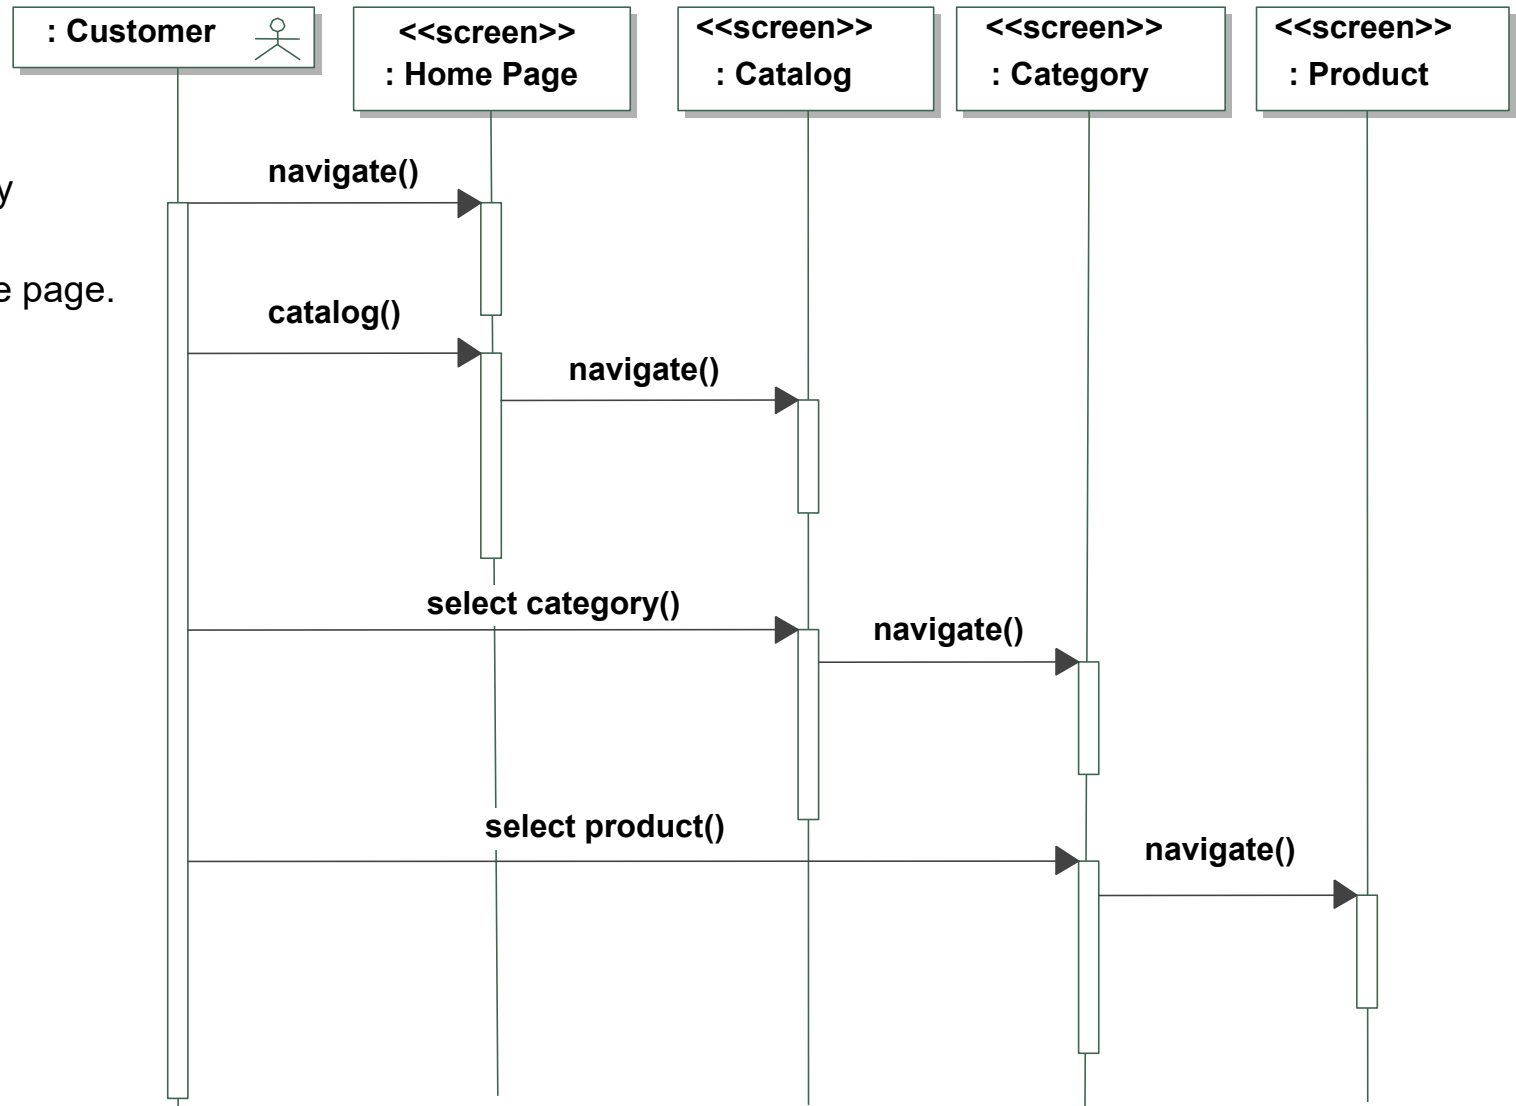 : Customer
<<screen>>
: Home Page
<<screen>>
: Catalog
<<screen>>
: Category
<<screen>>
: Product
navigate()
y
e page.
catalog()
navigate()
select category()
navigate()
select product()
navigate()